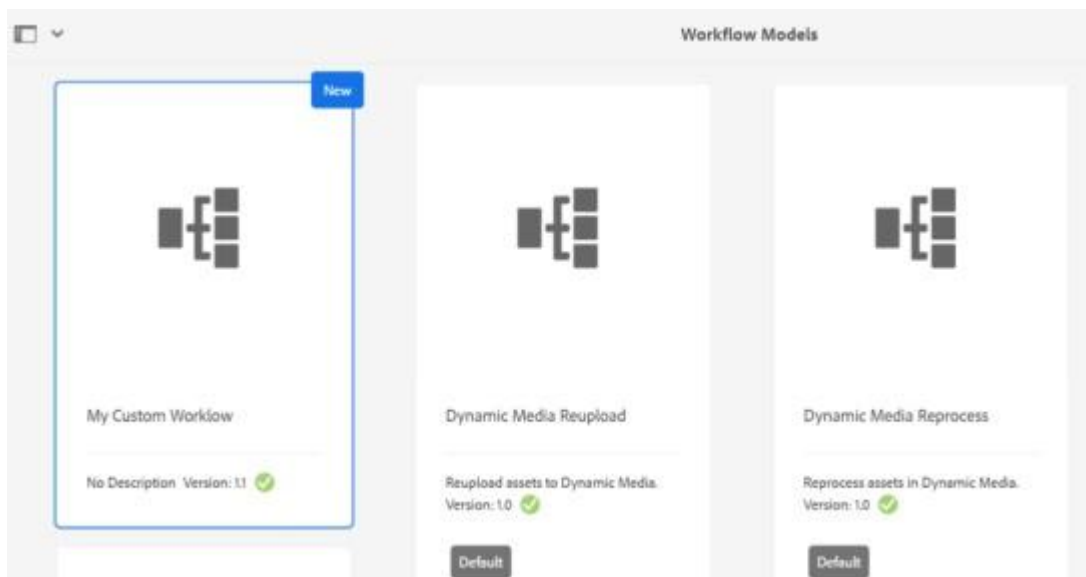 Workflow Models
New
My Custom Worklow
No Description Version: 1.1
Dynamic Media Reupload
Reupload assets to Dynamic Media.
Version: 1.0
Default
Dynamic Media Reprocess
Reprocess assets in Dynamic Media.
Version: 1.0
Default